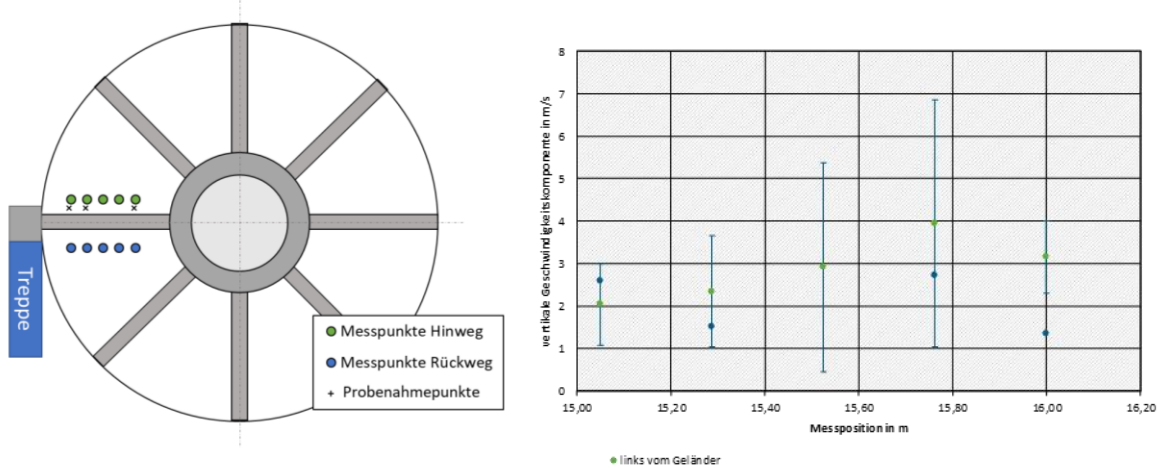 Treppe
Messpunkte Hinweg
Messpunkte Rückweg
Probenahmepunkte
vertikale Geschwindigkeitskomponente in m/s
8
7
6
5
4
3
2
1
0
15,00
15,20
15,40
15,60
15,80
16,00
16,20
Messposition in m
links vom Geländer